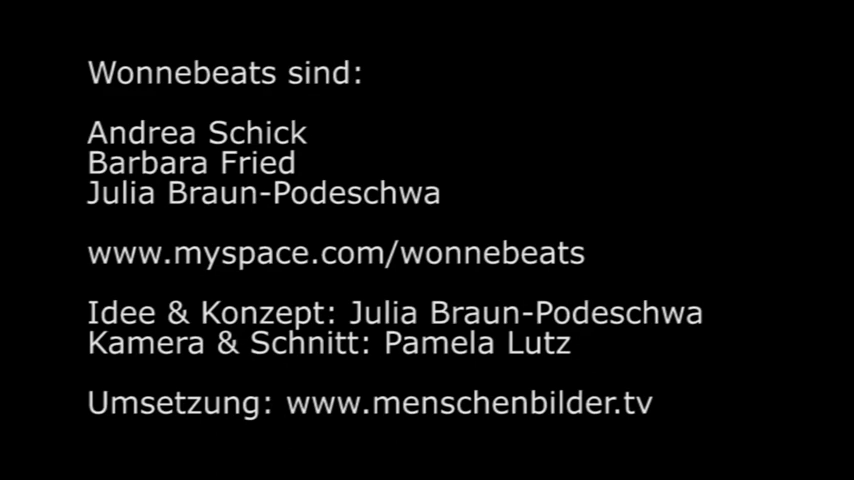 Wonnebeats sind:
Andrea Schick
Barbara Fried
Julia Braun-Podeschwa
www.myspace.com/wonnebeats
Idee & Konzept: Julia Braun-Podeschwa
Kamera & Schnitt: Pamela Lutz
Umsetzung: www.menschenbilder.tv